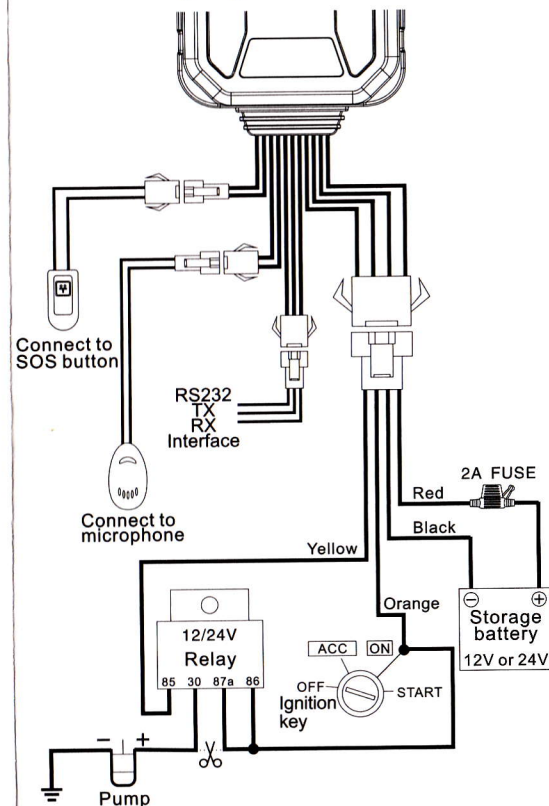 Connect to
SOS button
RS232
TX
RX
Interface
Connect to
microphone
2A FUSE
Red
Black
Yellow
Orange
Storage
battery
12V or 24V
12/24V
Relay
85 30 87a 86
ACC ON
OFF START
Ignition
key
Pump